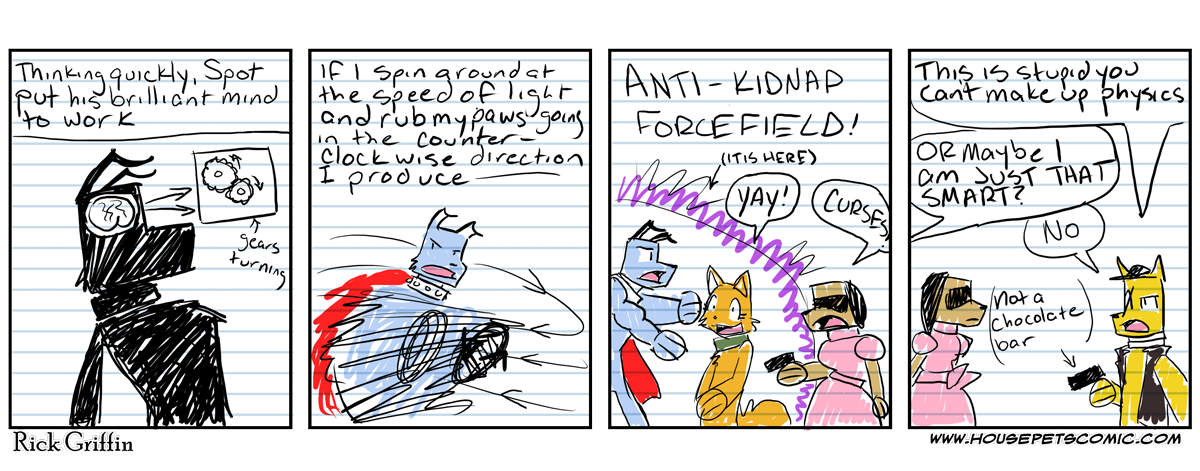 Thinking quickly, Spot
put his brilliant mind
to work
gears
turning
If I spin ground at
the speed of light
and rub my paws going
in the counter-
clockwise direction
I produce
ANTI-KIDNAP
FORCEFIELD!
(IT IS HERE)
YAY!
CURSES
This is stupid you
cant make up physics
OR maybe I
am JUST THAT
SMART?
NO
(not a
chocolate
bar)
Rick Griffin
WWW.HOUSEPETSCOMIC.COM